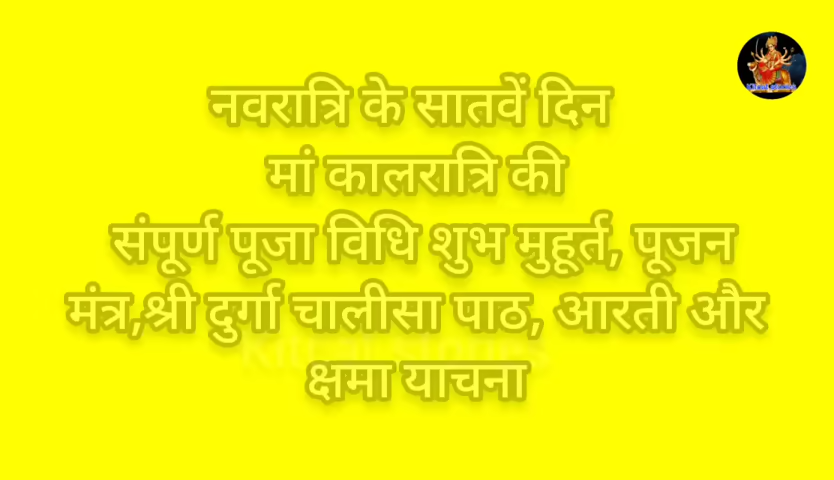 नवरात्रि के सातवें दिन
मां कालरात्रि की
संपूर्ण पूजा विधि शुभ मुहूर्त, पूजन
मंत्र,श्री दुर्गा चालीसा पाठ, आरती और
क्षमा याचना